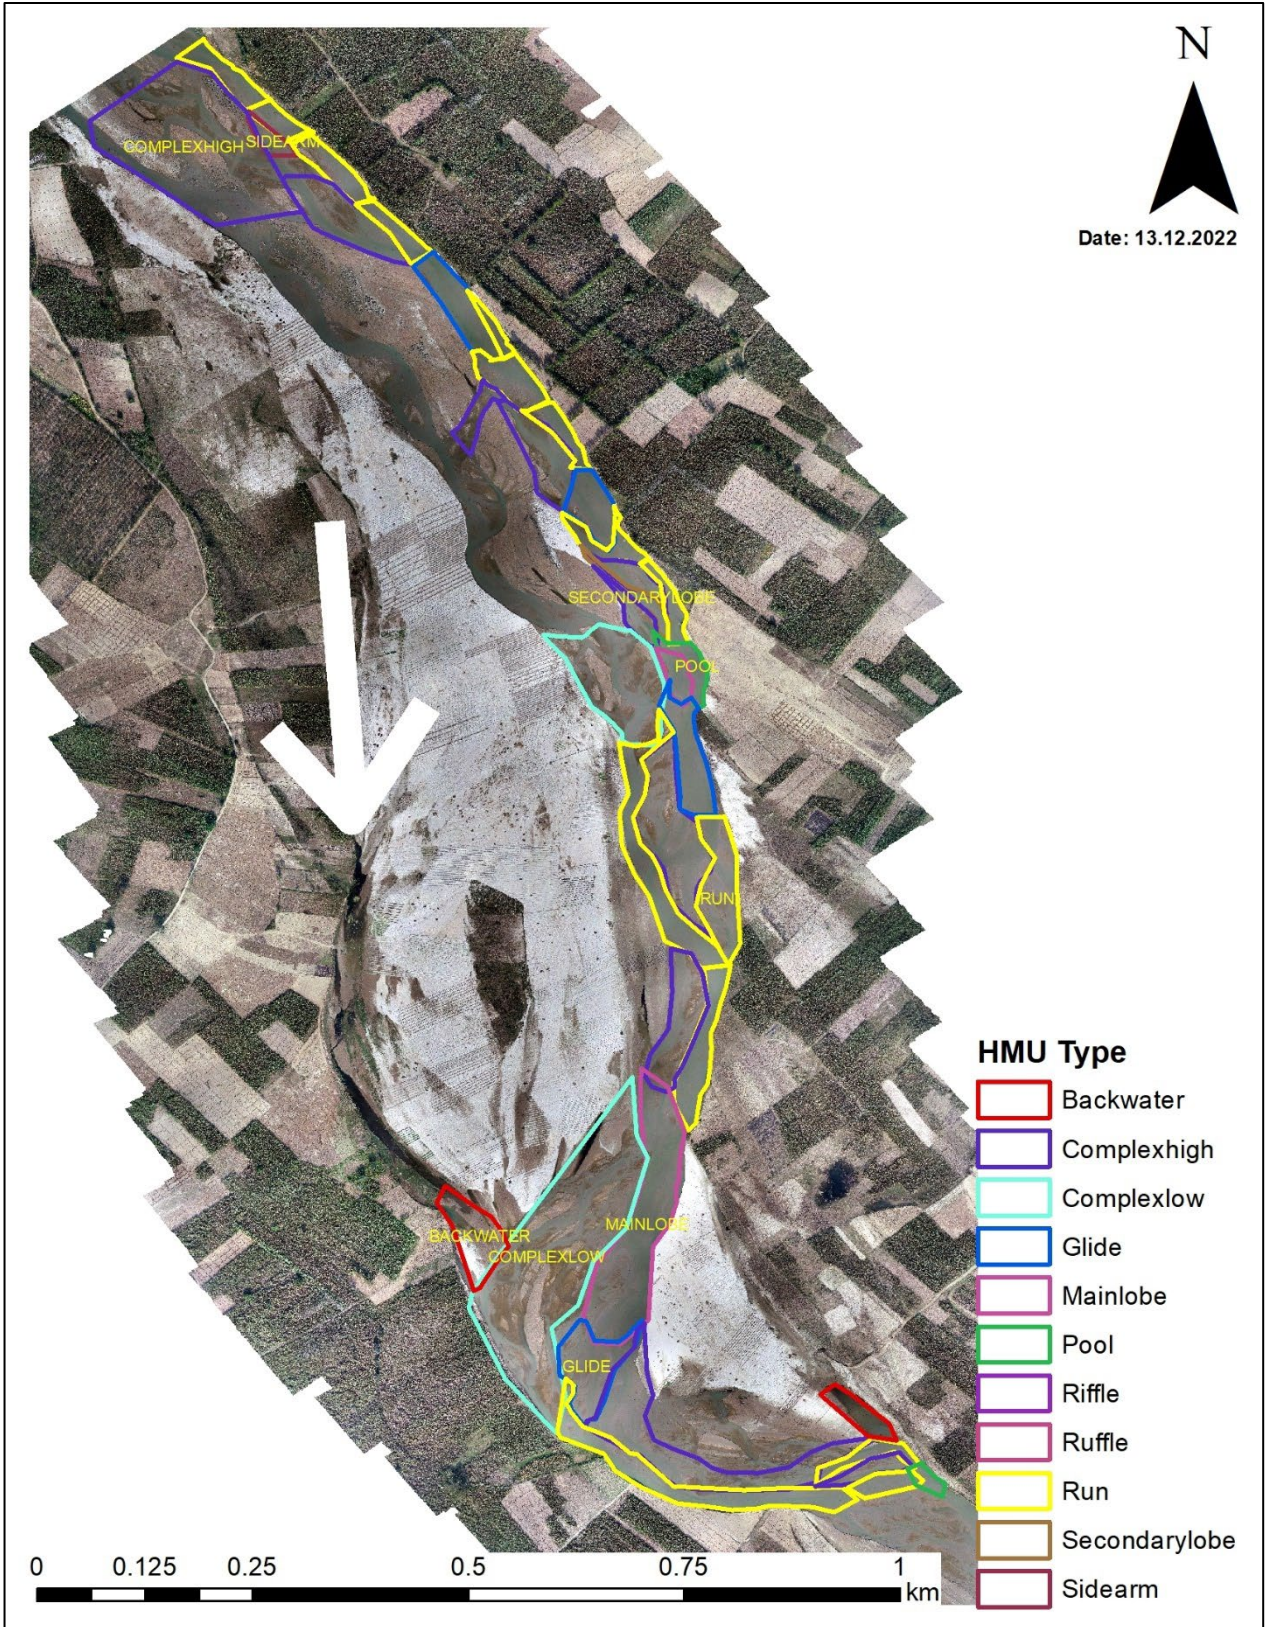 N
Date: 13.12.2022
COMPLEXHIGH
SIDEARM
SECONDARYLOBE
POOL
RUN
MAINLOBE
BACKWATER
COMPLEXLOW
GLIDE
HMU Type
Backwater
Complexhigh
Complexlow
Glide
Mainlobe
Pool
Riffle
Ruffle
Run
Secondarylobe
Sidearm
0 0.125 0.25 0.5 0.75 1
km